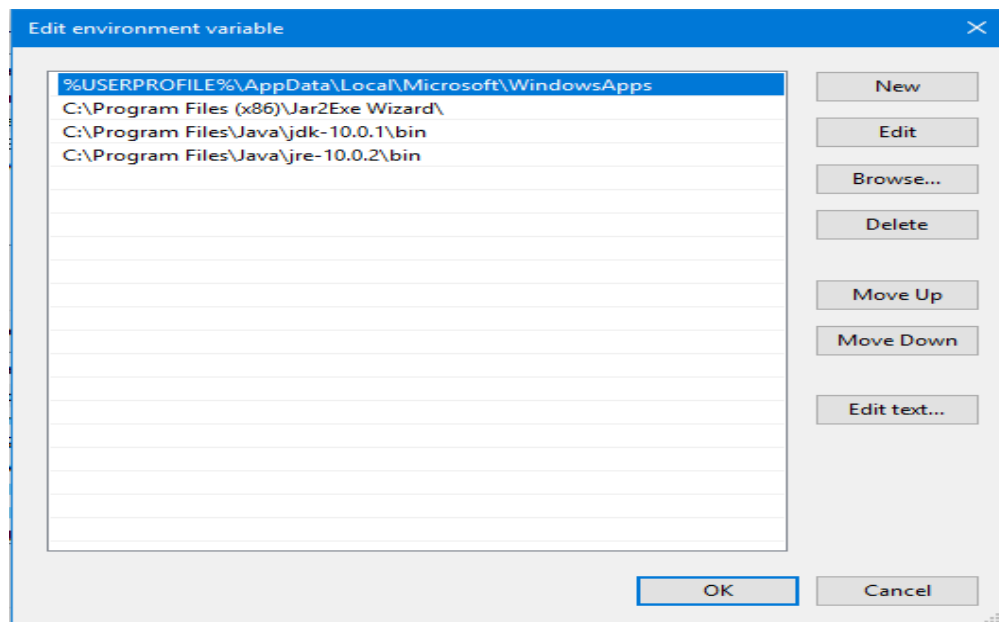 Edit environment variable
%USERPROFILE%\AppData\Local\Microsoft\WindowsApps
C:\Program Files (x86)\Jar2Exe Wizard\
C:\Program Files\Java\jdk-10.0.1\bin
C:\Program Files\Java\jre-10.0.2\bin
New
Edit
Browse...
Delete
Move Up
Move Down
Edit text...
OK
Cancel